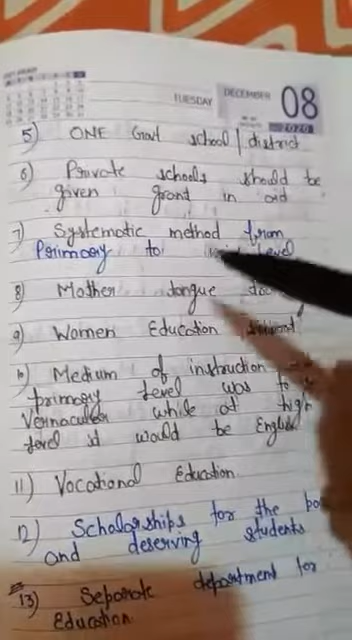 TUESDAY
DECEMBER
08
2020
5) ONE Govt school / district
6) Private schools should be
given grant in aid
7) Systematic method from
Primary to level
8) Mother tongue
9) Women Education
10) Medium of instruction
primary level was to
Vernacular while at high
level it would be English
11) Vocational Education
12) Scholarships for the
and deserving students
13) Separate department for
Education